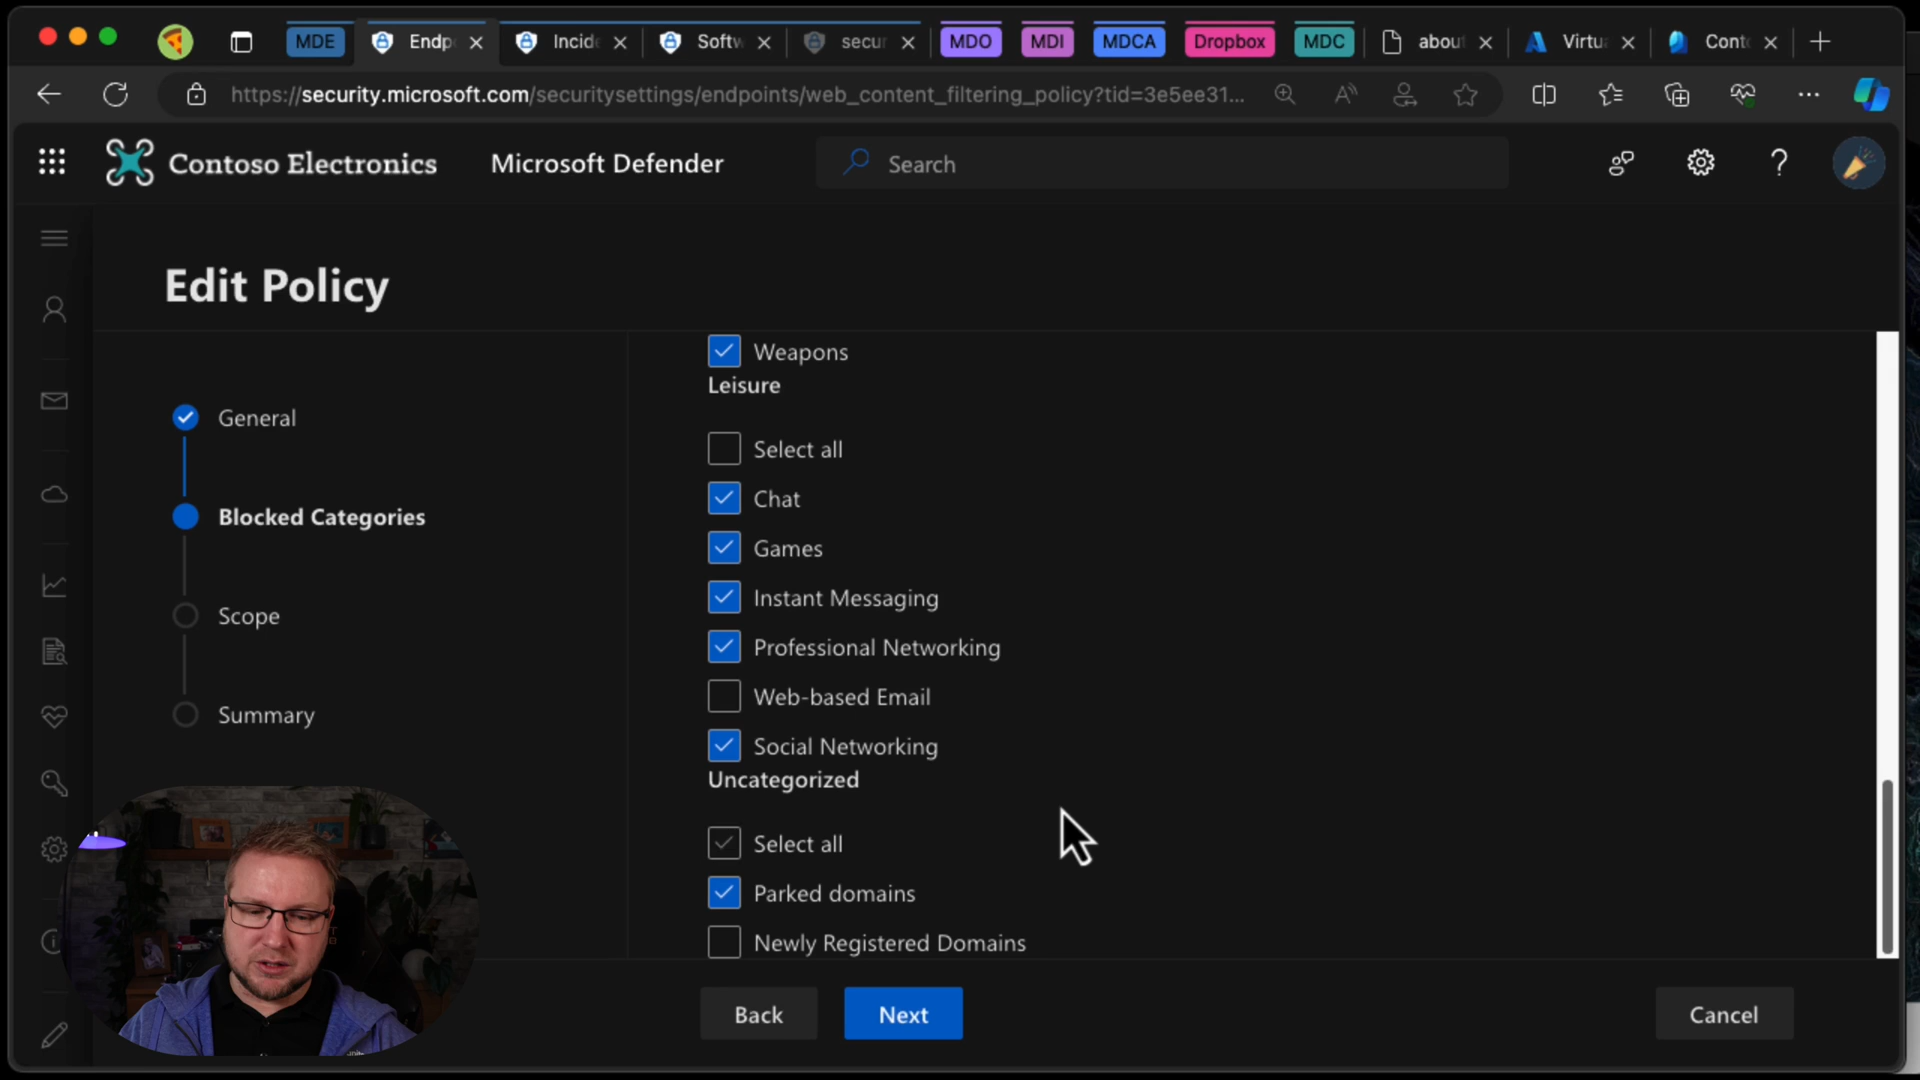 MDE
Endp
Incid
Softw
secur
MDO
MDI
MDCA
Dropbox
MDC
about
Virtu
Cont
https://security.microsoft.com/securitysettings/endpoints/web_content_filtering_policy?tid=3e5ee31...
Contoso Electronics
Microsoft Defender
Search
Edit Policy
General
Blocked Categories
Scope
Summary
Weapons
Leisure
Select all
Chat
Games
Instant Messaging
Professional Networking
Web-based Email
Social Networking
Uncategorized
Select all
Parked domains
Newly Registered Domains
Back
Next
Cancel